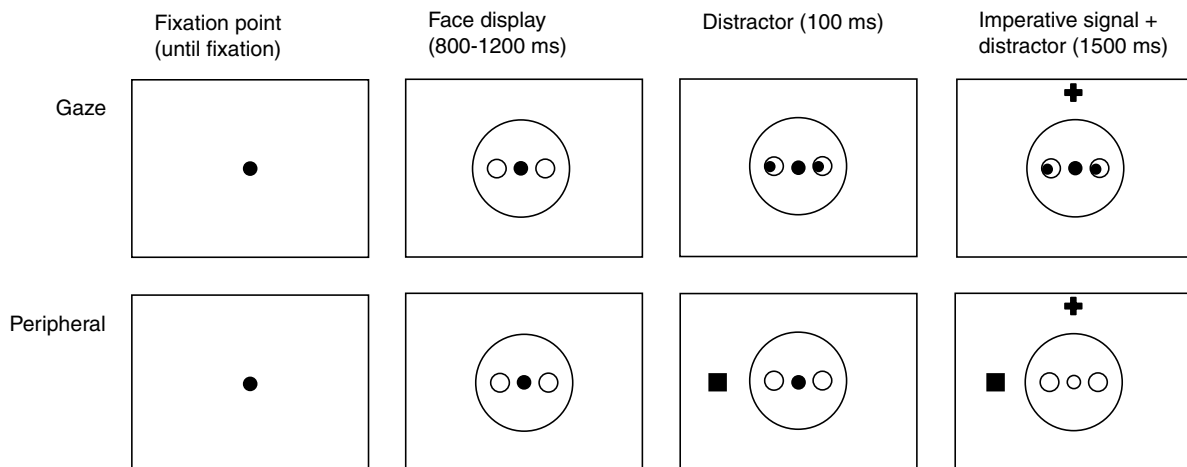 Fixation point
(until fixation)
Face display
(800-1200 ms)
Distractor (100 ms)
Imperative signal +
distractor (1500 ms)
Gaze
Peripheral